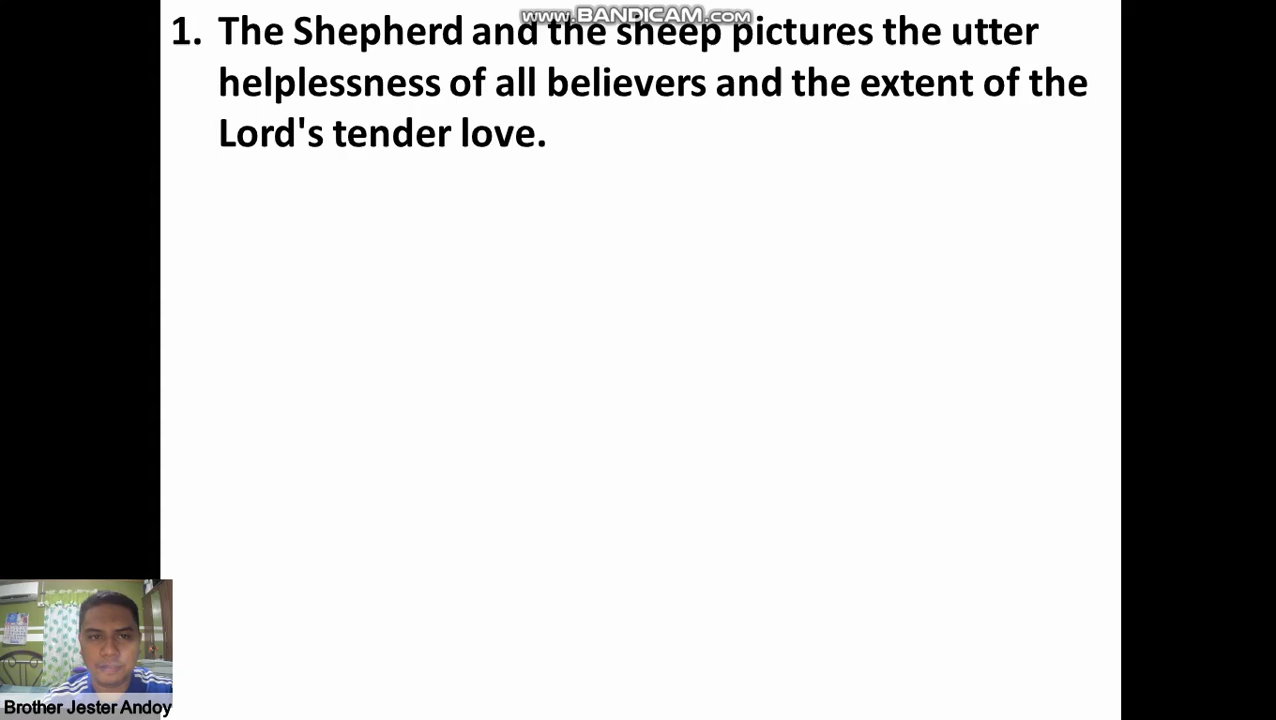 www.BANDICAM.com
1. The Shepherd and the sheep pictures the utter
helplessness of all believers and the extent of the
Lord's tender love.
Brother Jester Andoy